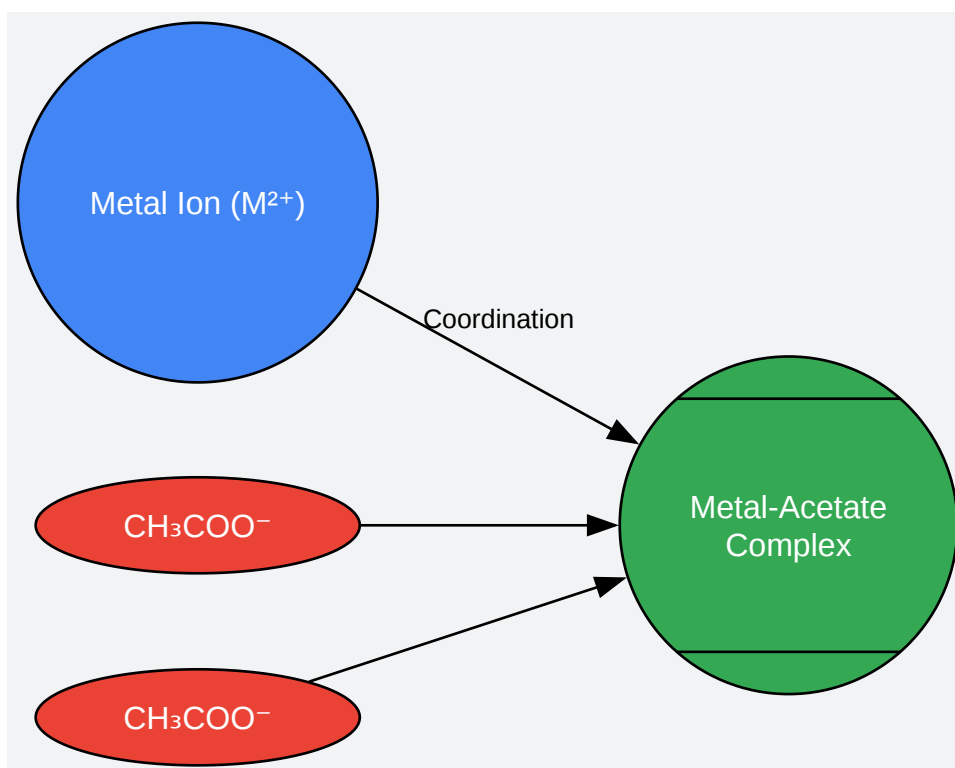 Metal Ion (M²⁺)
Coordination
CH₃COO⁻
Metal-Acetate
Complex
CH₃COO⁻